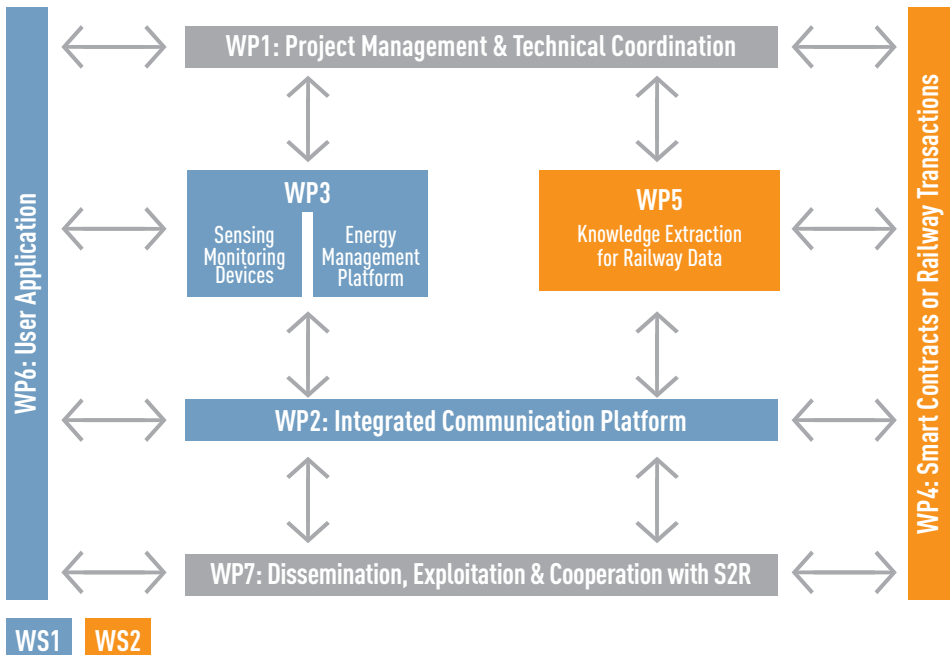 WP1: Project Management & Technical Coordination
WP6: User Application
WP4: Smart Contracts or Railway Transactions
WP3
Sensing
Monitoring
Devices
Energy
Management
Platform
WP5
Knowledge Extraction
for Railway Data
WP2: Integrated Communication Platform
WP7: Dissemination, Exploitation & Cooperation with S2R
WS1
WS2